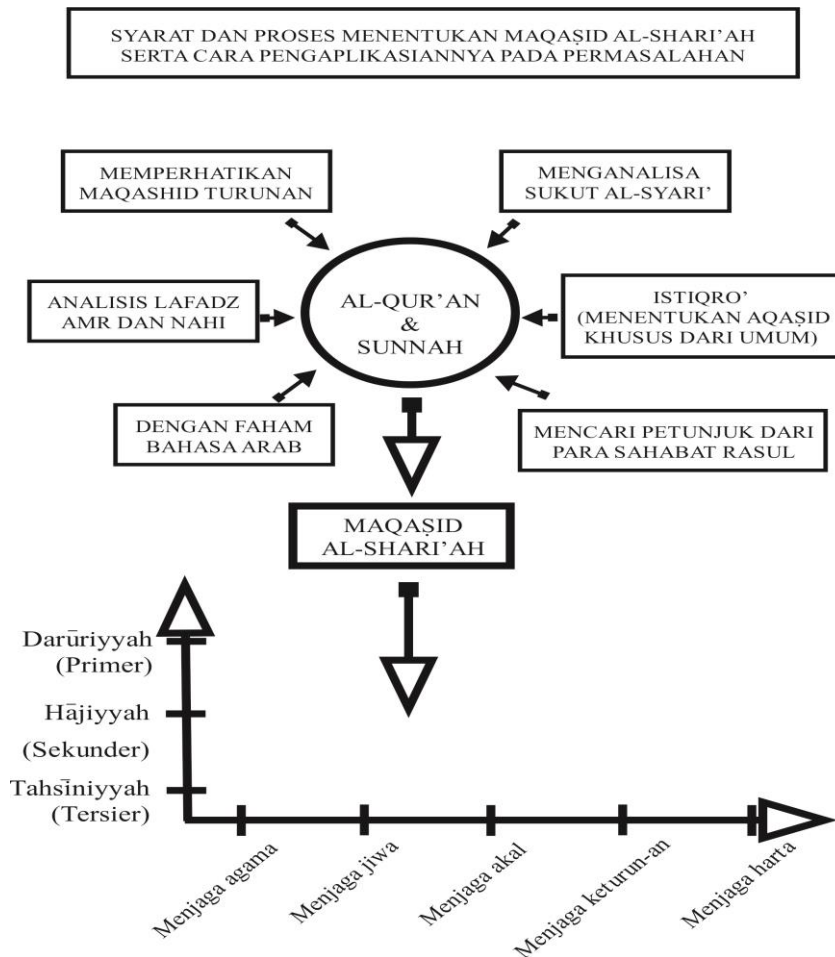 SYARAT DAN PROSES MENENTUKAN MAQAṢID AL-SHARI’AH
SERTA CARA PENGAPLIKASIANNYA PADA PERMASALAHAN
MEMPERHATIKAN
MAQASHID TURUNAN
MENGANALISA
SUKUT AL-SYARI’
ANALISIS LAFADZ
AMR DAN NAHI
AL-QUR’AN
&
SUNNAH
ISTIQRO’
(MENENTUKAN AQASID
KHUSUS DARI UMUM)
DENGAN FAHAM
BAHASA ARAB
MENCARI PETUNJUK DARI
PARA SAHABAT RASUL
MAQAṢID
AL-SHARI’AH
Darūriyyah
(Primer)
Hājiyyah
(Sekunder)
Tahsīniyyah
(Tersier)
Menjaga agama
Menjaga jiwa
Menjaga akal
Menjaga keturun-an
Menjaga harta